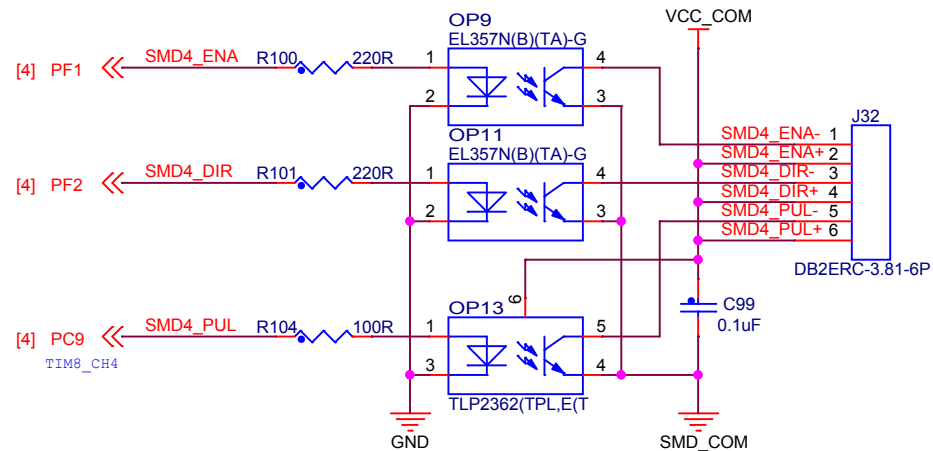 OP9
EL357N(B)(TA)-G
VCC_COM
[4] PF1 SMD4_ENA R100 220R 1 4
2 3
J32
OP11
EL357N(B)(TA)-G
SMD4_ENA- 1
SMD4_ENA+ 2
SMD4_DIR- 3
SMD4_DIR+ 4
SMD4_PUL- 5
SMD4_PUL+ 6
DB2ERC-3.81-6P
[4] PF2 SMD4_DIR R101 220R 1 4
2 3
6
OP13
C99
0.1uF
[4] PC9 SMD4_PUL R104 100R 1 5
TIM8_CH4
3 4
TLP2362(TPL,E(T
GND
SMD_COM